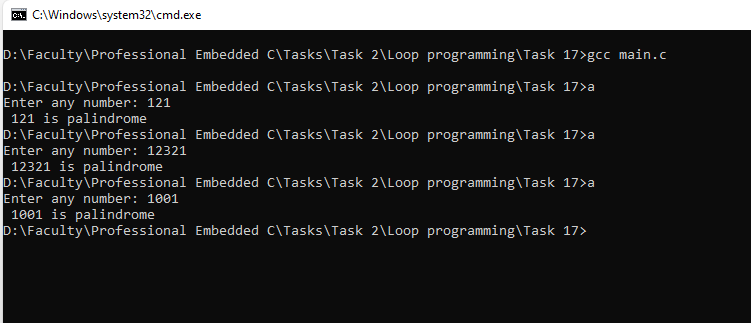 C:\Windows\system32\cmd.exe
D:\Faculty\Professional Embedded C\Tasks\Task 2\Loop programming\Task 17>gcc main.c
D:\Faculty\Professional Embedded C\Tasks\Task 2\Loop programming\Task 17>a
Enter any number: 121
 121 is palindrome
D:\Faculty\Professional Embedded C\Tasks\Task 2\Loop programming\Task 17>a
Enter any number: 12321
 12321 is palindrome
D:\Faculty\Professional Embedded C\Tasks\Task 2\Loop programming\Task 17>a
Enter any number: 1001
 1001 is palindrome
D:\Faculty\Professional Embedded C\Tasks\Task 2\Loop programming\Task 17>